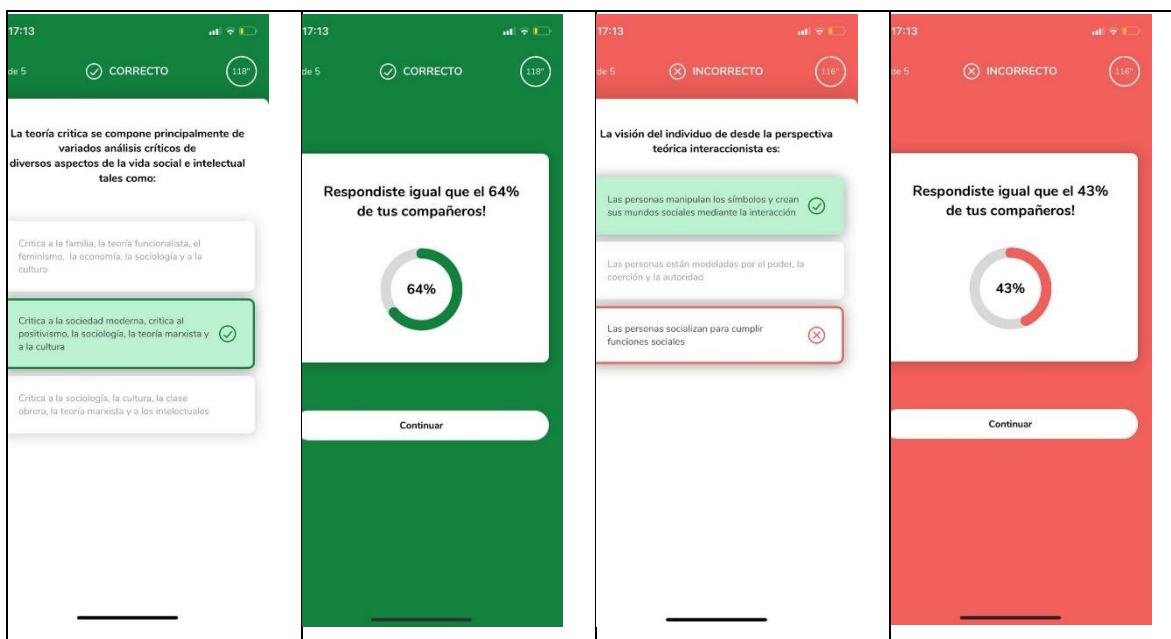 17:13
de 5
CORRECTO
118"
La teoría critica se compone principalmente de
variados análisis críticos de
diversos aspectos de la vida social e intelectual
tales como:
Critica a la familia, la teoría funcionalista, el
feminismo, la economía, la sociología y a la
cultura
Critica a la sociedad moderna, critica al
positivismo, la sociología, la teoría marxista y
a la cultura
Critica a la sociología, la cultura, la clase
obrera, la teoría marxista y a los intelectuales
17:13
de 5
CORRECTO
118"
Respondiste igual que el 64%
de tus compañeros!
64%
Continuar
17:13
de 5
INCORRECTO
116"
La visión del individuo de desde la perspectiva
teórica interaccionista es:
Las personas manipulan los símbolos y crean
sus mundos sociales mediante la interacción
Las personas están modeladas por el poder, la
coerción y la autoridad
Las personas socializan para cumplir
funciones sociales
17:13
de 5
INCORRECTO
116"
Respondiste igual que el 43%
de tus compañeros!
43%
Continuar